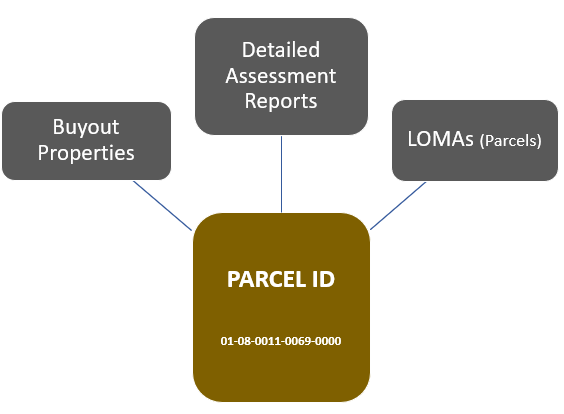 Detailed
Assessment
Reports
Buyout
Properties
LOMAs (Parcels)
PARCEL ID
01-08-0011-0069-0000